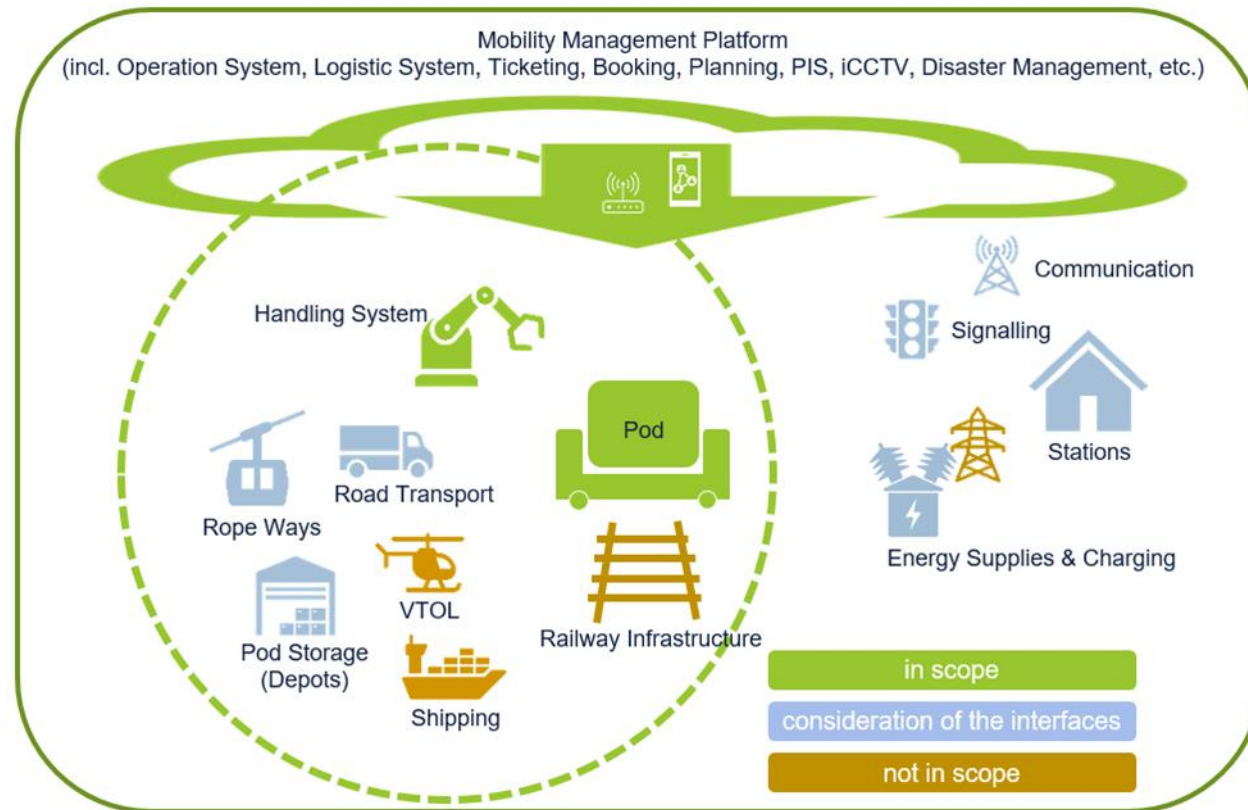 Mobility Management Platform
(incl. Operation System, Logistic System, Ticketing, Booking, Planning, PIS, iCCTV, Disaster Management, etc.)
Communication
Handling System
Signalling
Pod
Stations
Road Transport
Rope Ways
Energy Supplies & Charging
VTOL
Railway Infrastructure
Pod Storage
(Depots)
Shipping
in scope
consideration of the interfaces
not in scope